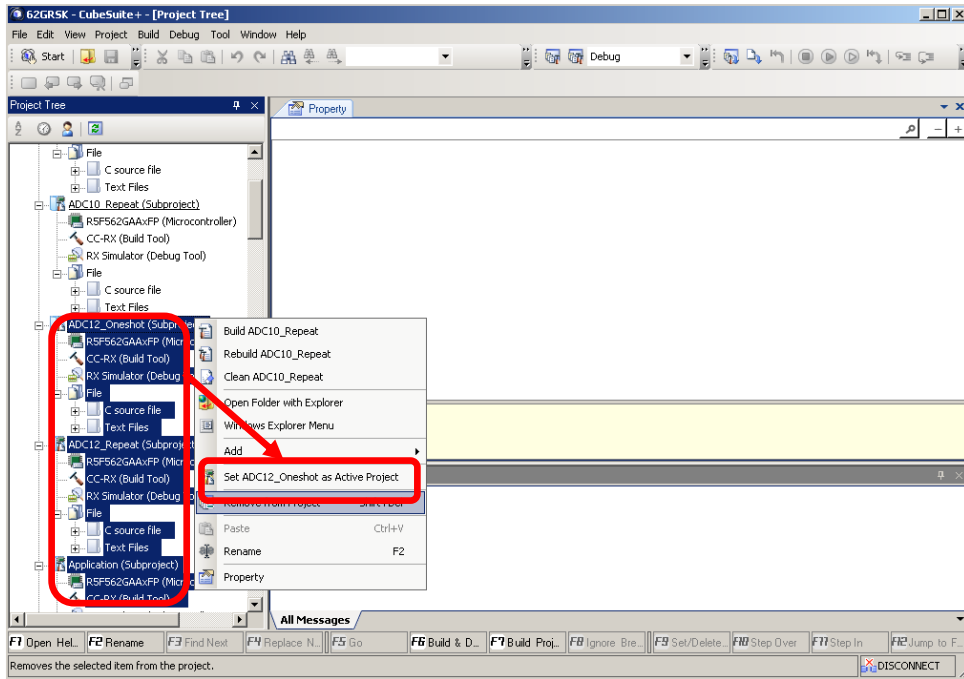 62GRSK - CubeSuite+ - [Project Tree]
File Edit View Project Build Debug Tool Window Help
Start
Debug
Project Tree
Property
File
C source file
Text Files
ADC10_Repeat (Subproject)
R5F562GAAxFP (Microcontroller)
CC-RX (Build Tool)
RX Simulator (Debug Tool)
File
C source file
Text Files
ADC12_Oneshot (Subproje
R5F562GAAxFP (Micro
CC-RX (Build Tool)
RX Simulator (Debug
File
C source file
Text Files
ADC12_Repeat (Subproject
R5F562GAAxFP (Micro
CC-RX (Build Tool)
RX Simulator (Debug
File
C source file
Text Files
Application (Subproject)
R5F562GAAxFP (Micro
CC-RX (Build Tool)
Build ADC10_Repeat
Rebuild ADC10_Repeat
Clean ADC10_Repeat
Open Folder with Explorer
Windows Explorer Menu
Add
Set ADC12_Oneshot as Active Project
Remove from Project Shift+Del
Paste Ctrl+V
Rename F2
Property
All Messages
F1 Open Hel... F2 Rename F3 Find Next F4 Replace N... F5 Go F6 Build & D... F7 Build Proj... F8 Ignore Bre... F9 Set/Delete... F10 Step Over F11 Step In F12 Jump to F...
Removes the selected item from the project.
DISCONNECT